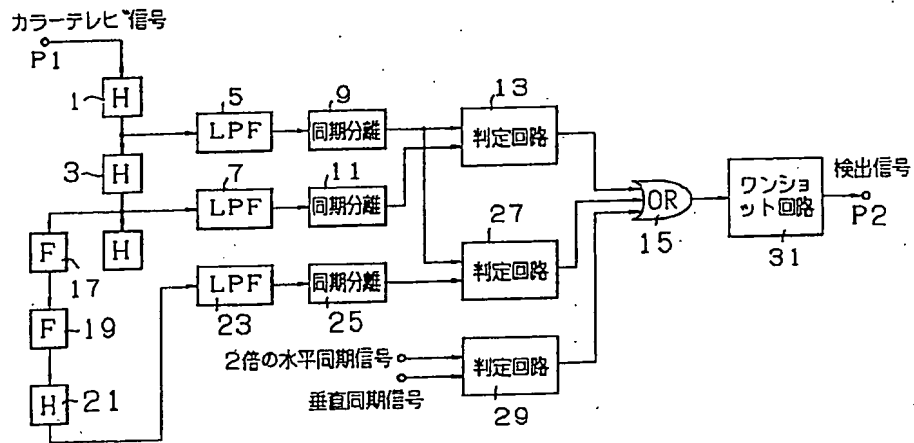 カラーテレビ信号
P1
1
H
3
H
H
F
17
F
19
H
21
5
LPF
7
LPF
LPF
23
9
同期分離
11
同期分離
同期分離
25
13
判定回路
27
判定回路
2倍の水平同期信号
垂直同期信号
判定回路
29
OR
15
ワンショ
ット回路
31
検出信号
P2